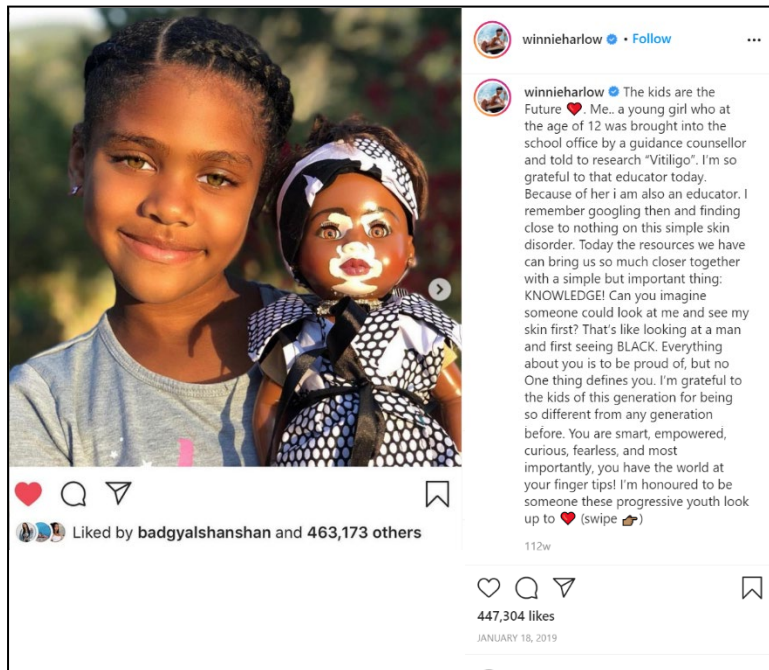 winnieharlow • Follow
winnieharlow The kids are the
Future ❤️. Me.. a young girl who at
the age of 12 was brought into the
school office by a guidance counsellor
and told to research “Vitiligo”. I’m so
grateful to that educator today.
Because of her i am also an educator. I
remember googling then and finding
close to nothing on this simple skin
disorder. Today the resources we have
can bring us so much closer together
with a simple but important thing:
KNOWLEDGE! Can you imagine
someone could look at me and see my
skin first? That’s like looking at a man
and first seeing BLACK. Everything
about you is to be proud of, but no
One thing defines you. I’m grateful to
the kids of this generation for being
so different from any generation
before. You are smart, empowered,
curious, fearless, and most
importantly, you have the world at
your finger tips! I’m honoured to be
someone these progressive youth look
up to ❤️ (swipe 👉🏾)
112w
Liked by badgyalshanshan and 463,173 others
447,304 likes
JANUARY 18, 2019